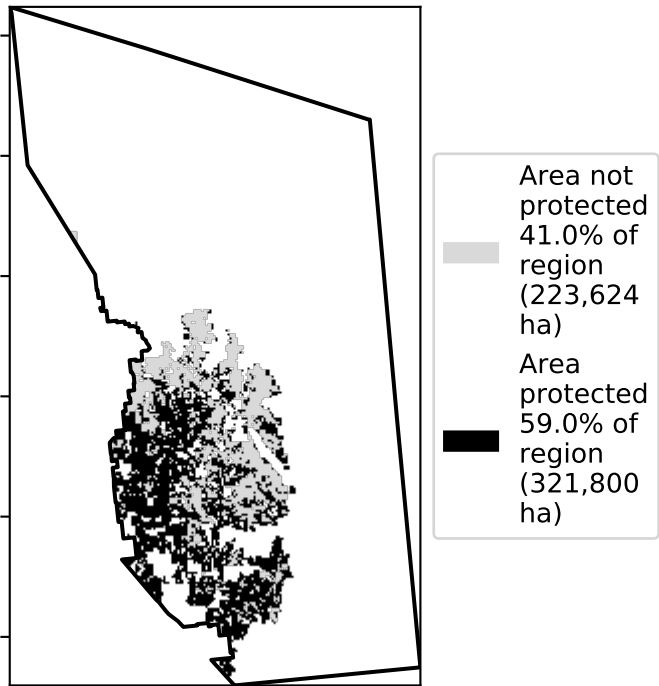 Area not
protected
41.0% of
region
(223,624
ha)
Area
protected
59.0% of
region
(321,800
ha)